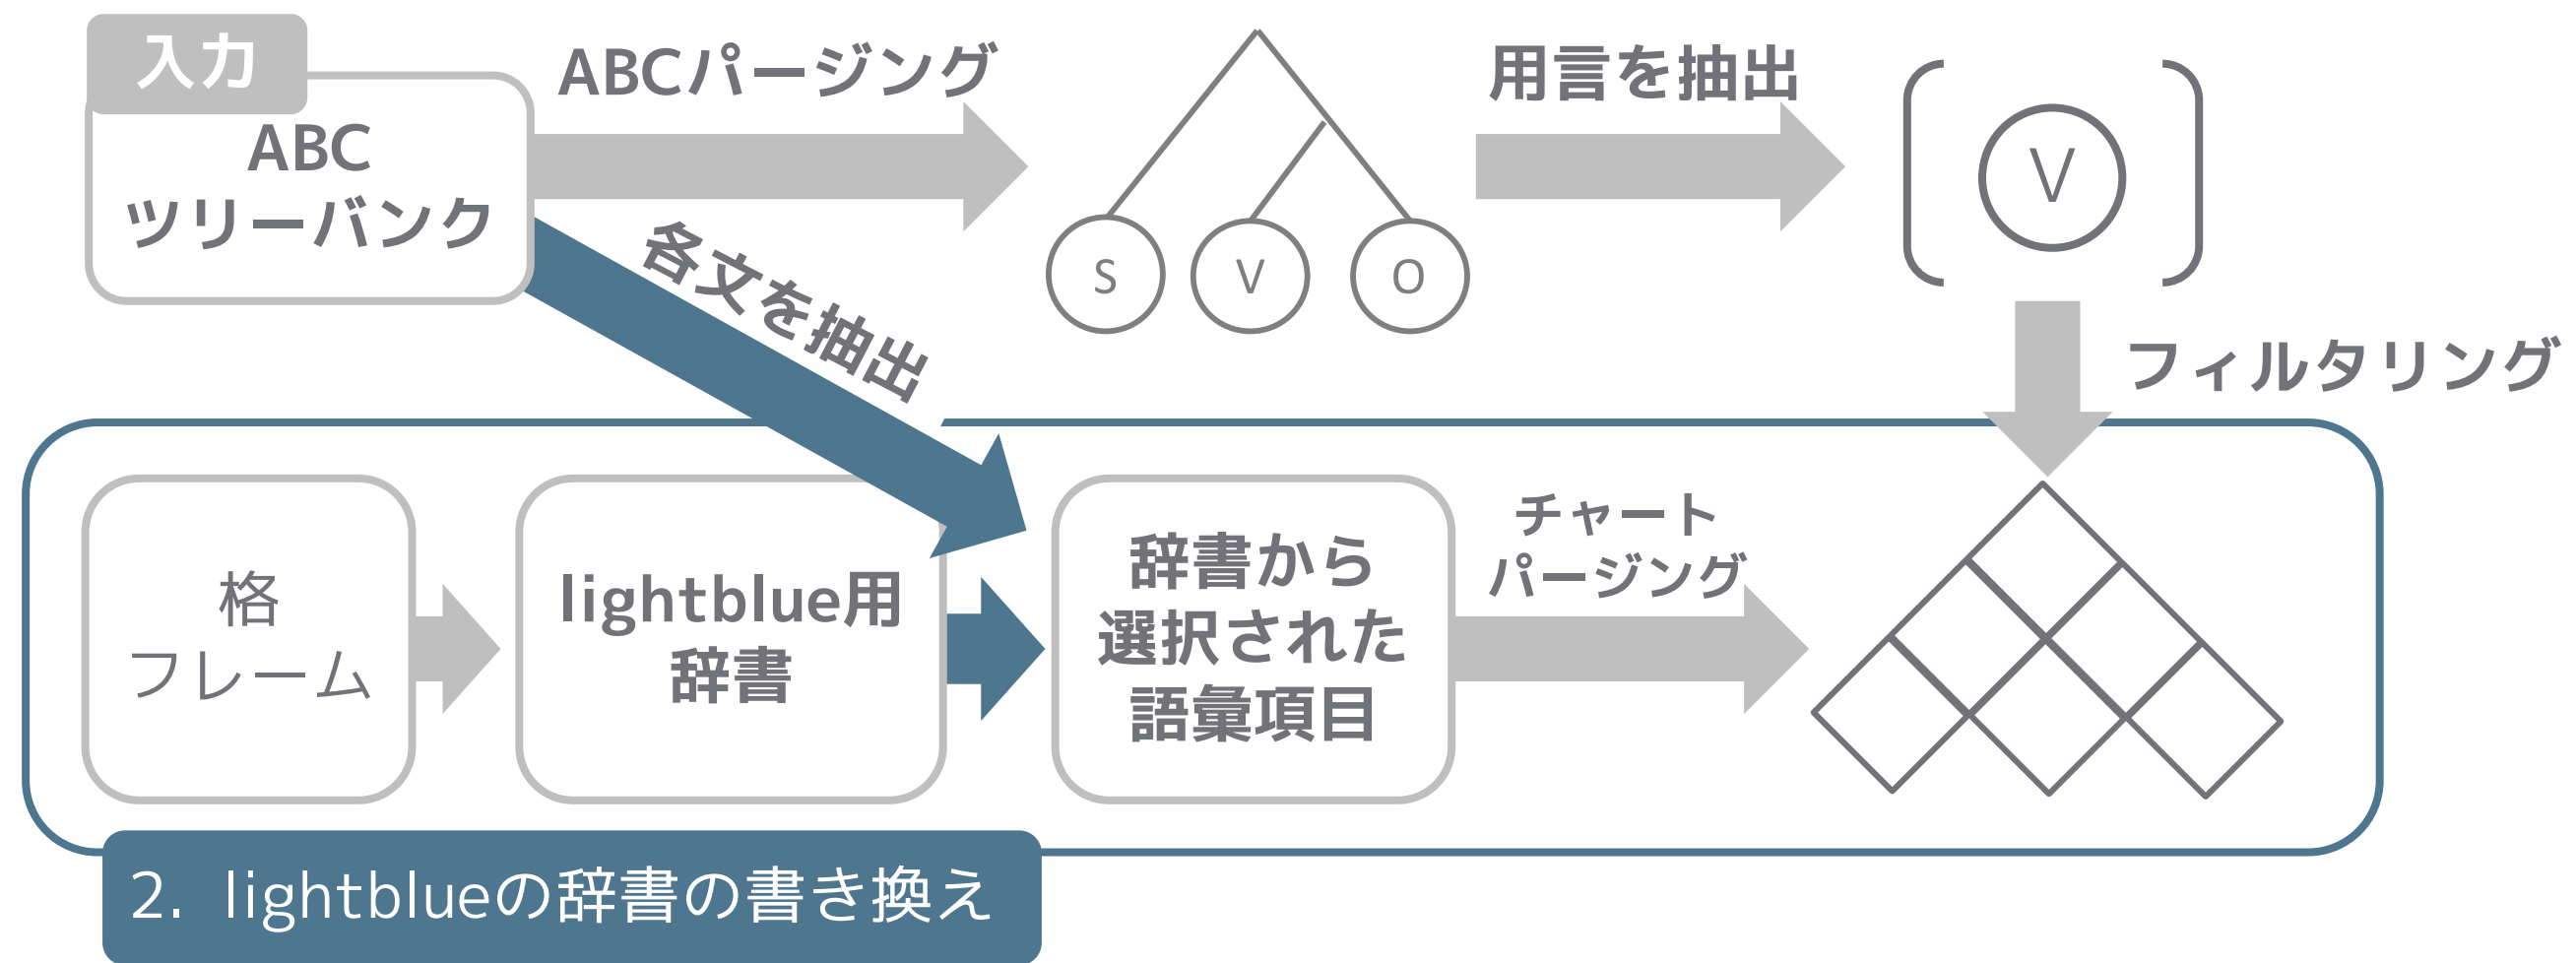 入力
ABC
ツリーバンク
ABCパージング
用言を抽出
S
V
O
V
各文を抽出
フィルタリング
格
フレーム
lightblue用
辞書
辞書から
選択された
語彙項目
チャート
パージング
2. lightblueの辞書の書き換え